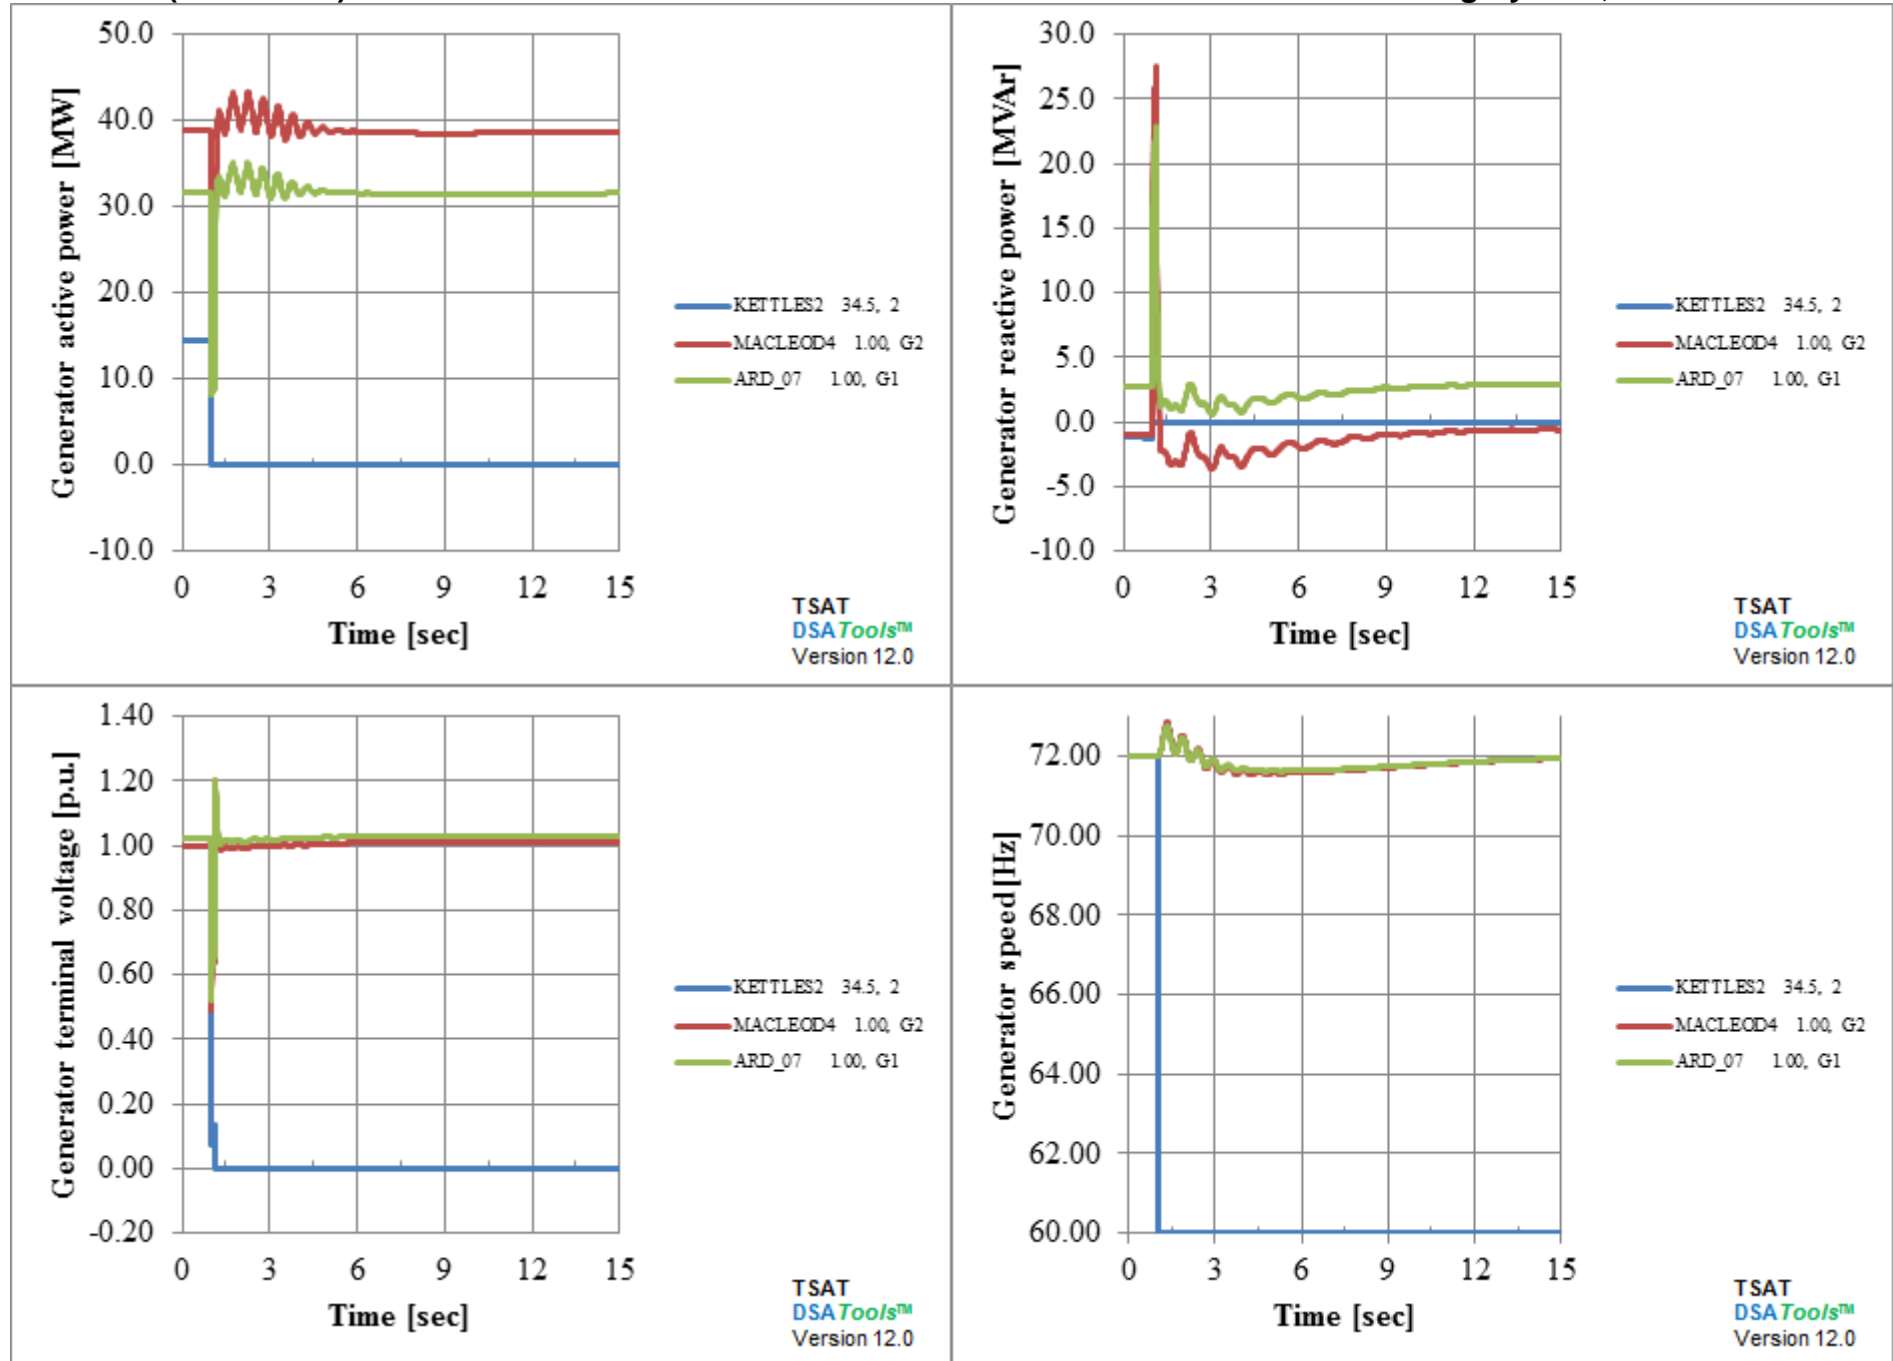 Generator active power [MW]
50.0
40.0
30.0
20.0
10.0
0.0
-10.0
0 3 6 9 12 15
Time [sec]
KETTLES2 34.5, 2
MACLEOD4 1.00, G2
ARD_07 1.00, G1
TSAT
DSATools™
Version 12.0
Generator reactive power [MVAr]
30.0
25.0
20.0
15.0
10.0
5.0
0.0
-5.0
-10.0
0 3 6 9 12 15
Time [sec]
KETTLES2 34.5, 2
MACLEOD4 1.00, G2
ARD_07 1.00, G1
TSAT
DSATools™
Version 12.0
Generator terminal voltage [p.u.]
1.40
1.20
1.00
0.80
0.60
0.40
0.20
0.00
-0.20
0 3 6 9 12 15
Time [sec]
KETTLES2 34.5, 2
MACLEOD4 1.00, G2
ARD_07 1.00, G1
TSAT
DSATools™
Version 12.0
Generator speed [Hz]
72.00
70.00
68.00
66.00
64.00
62.00
60.00
0 3 6 9 12 15
Time [sec]
KETTLES2 34.5, 2
MACLEOD4 1.00, G2
ARD_07 1.00, G1
TSAT
DSATools™
Version 12.0